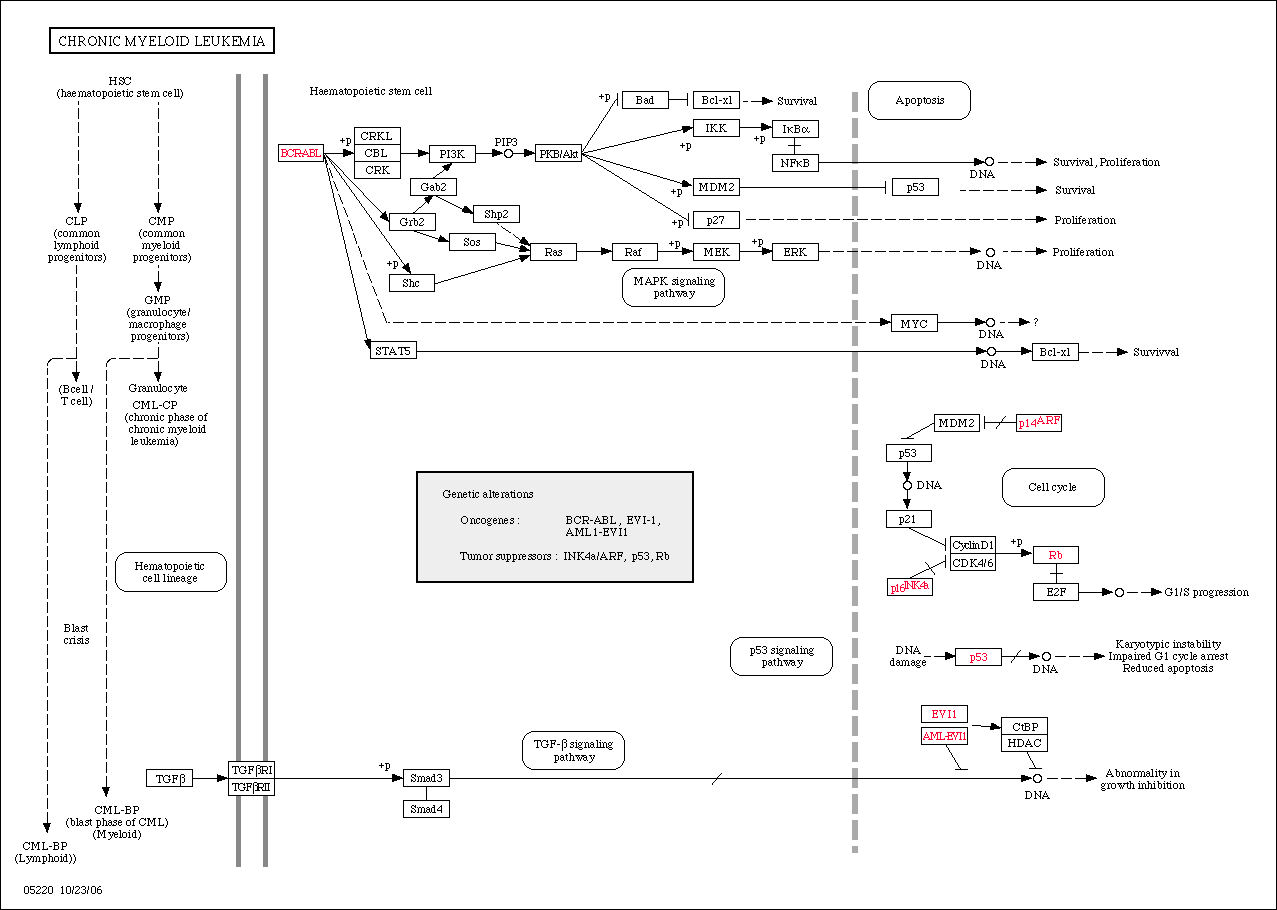 CHRONIC MYELOID LEUKEMIA
HSC
(haematopoietic stem cell)
CLP
(common
lymphoid
progenitors)
CMP
(common
myeloid
progenitors)
GMP
(granulocyte/
macrophage
progenitors)
(Bcell /
T cell)
Granulocyte
CML-CP
(chronic phase of
chronic myeloid
leukemia)
Hematopoietic
cell lineage
Blast
crisis
CML-BP
(blast phase of CML)
(Myeloid)
CML-BP
(Lymphoid))
Haematopoietic stem cell
Apoptosis
BCR-ABL
+p
CRKL
CBL
CRK
PI3K
PIP3
PKB/Akt
+p
Bad
Bcl-xl
Survival
+p
IKK
+p
IκBα
NFκB
DNA
Survival, Proliferation
+p
MDM2
p53
Survival
+p
p27
Proliferation
Gab2
Grb2
Shp2
Sos
+p
Shc
Ras
Raf
+p
MEK
+p
ERK
DNA
Proliferation
MAPK signaling
pathway
MYC
DNA
?
STAT5
DNA
Bcl-xl
Survivval
MDM2
p14ARF
p53
DNA
Cell cycle
p21
CyclinD1
CDK4/6
+p
Rb
p16INK4a
E2F
G1/S progression
Genetic alterations
Oncogenes : BCR-ABL , EVI-1,
AML1-EVI1
Tumor suppressors : INK4a/ARF, p53, Rb
p53 signaling
pathway
DNA
damage
p53
DNA
Karyotypic instability
Impaired G1 cycle arrest
Reduced apoptosis
EVI1
AML-EVI1
CtBP
HDAC
TGF-β signaling
pathway
TGFβ
TGFβRI
TGFβRII
+p
Smad3
Smad4
DNA
Abnormality in
growth inhibition
05220 10/23/06